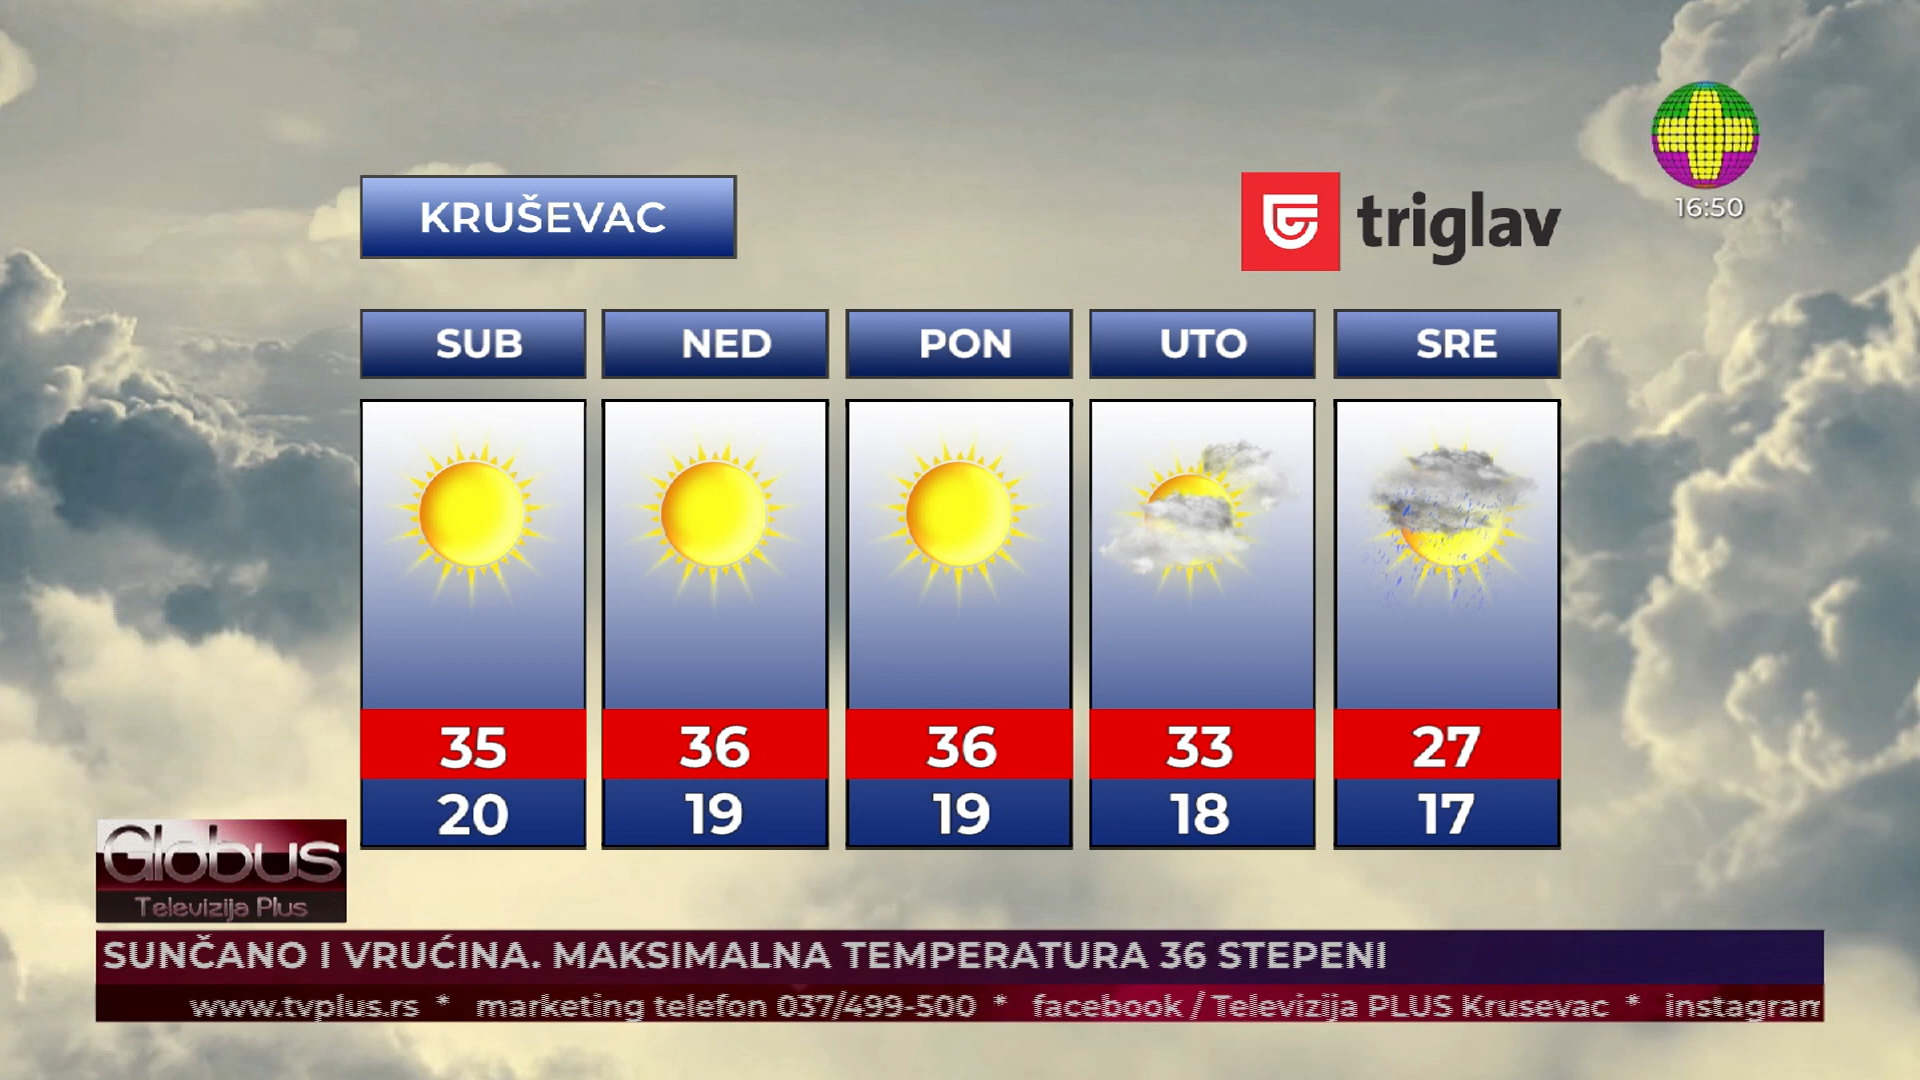 16:50
KRUŠEVAC
triglav
SUB NED PON UTO SRE
35 36 36 33 27
20 19 19 18 17
Globus
Televizija Plus
SUNČANO I VRUĆINA. MAKSIMALNA TEMPERATURA 36 STEPENI
www.tvplus.rs * marketing telefon 037/499-500 * facebook / Televizija PLUS Krusevac * instagram